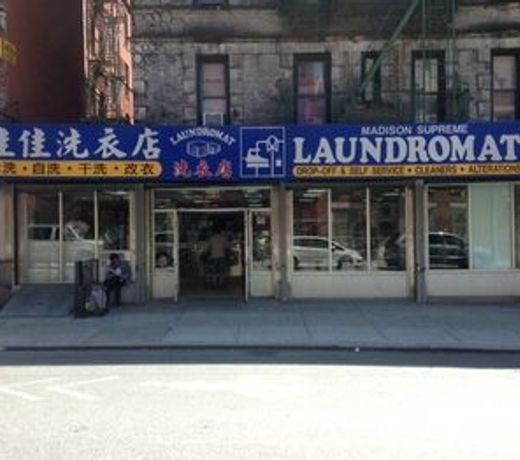 佳洗衣店
洗・自洗・干洗・改衣
LAUNDROMAT
洗衣店
MADISON SUPREME
LAUNDROMAT
DROP-OFF & SELF SERVICE • CLEANERS • ALTERATIONS